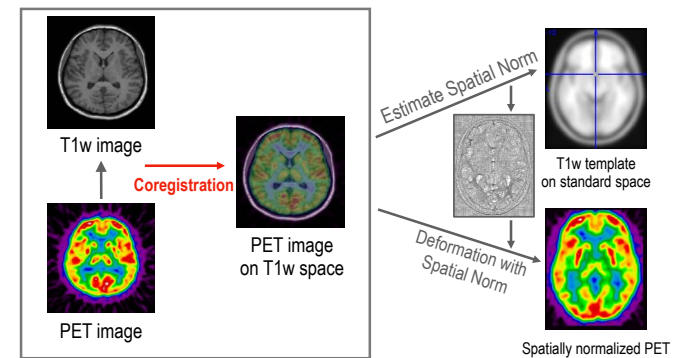 T1w image
Coregistration
PET image
on T1w space
PET image
Estimate Spatial Norm
T1w template
on standard space
Deformation with
Spatial Norm
Spatially normalized PET